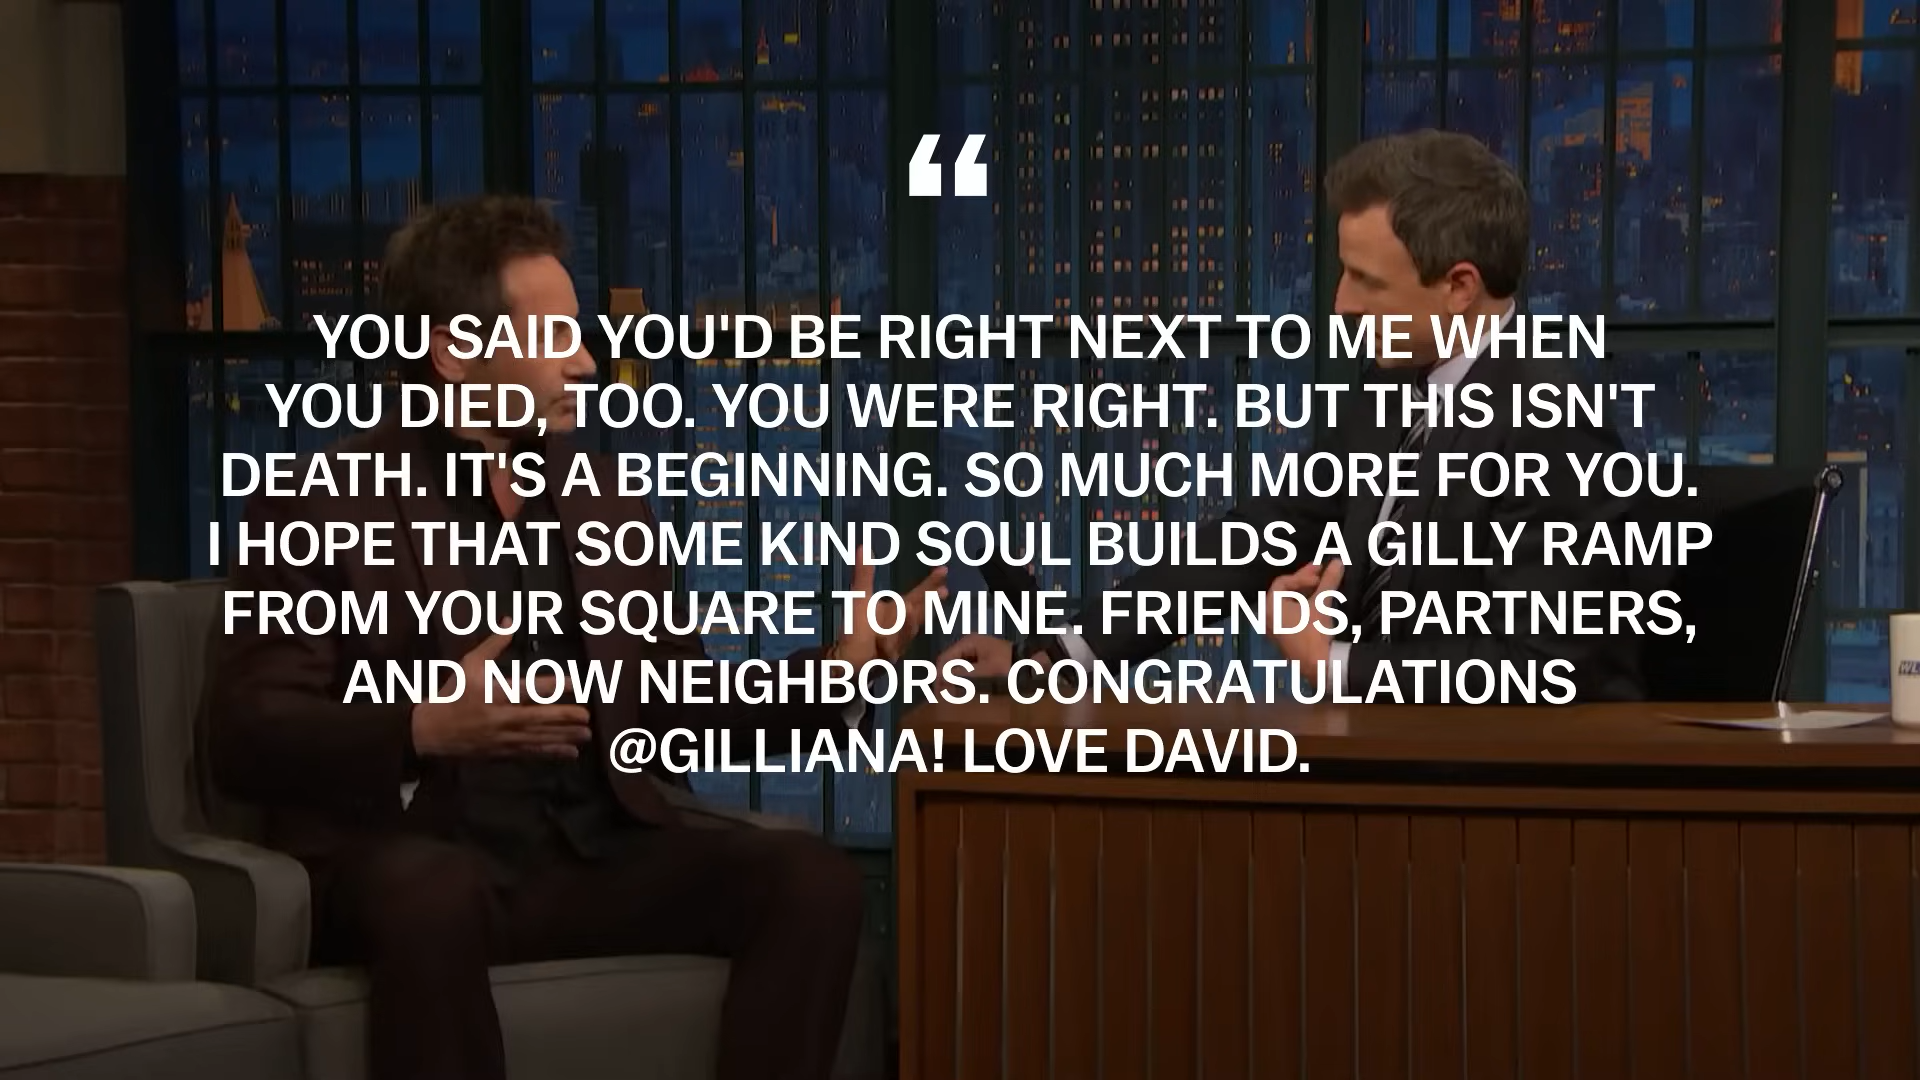 “
YOU SAID YOU'D BE RIGHT NEXT TO ME WHEN
YOU DIED, TOO. YOU WERE RIGHT. BUT THIS ISN'T
DEATH. IT'S A BEGINNING. SO MUCH MORE FOR YOU.
I HOPE THAT SOME KIND SOUL BUILDS A GILLY RAMP
FROM YOUR SQUARE TO MINE. FRIENDS, PARTNERS,
AND NOW NEIGHBORS. CONGRATULATIONS
@GILLIANA! LOVE DAVID.